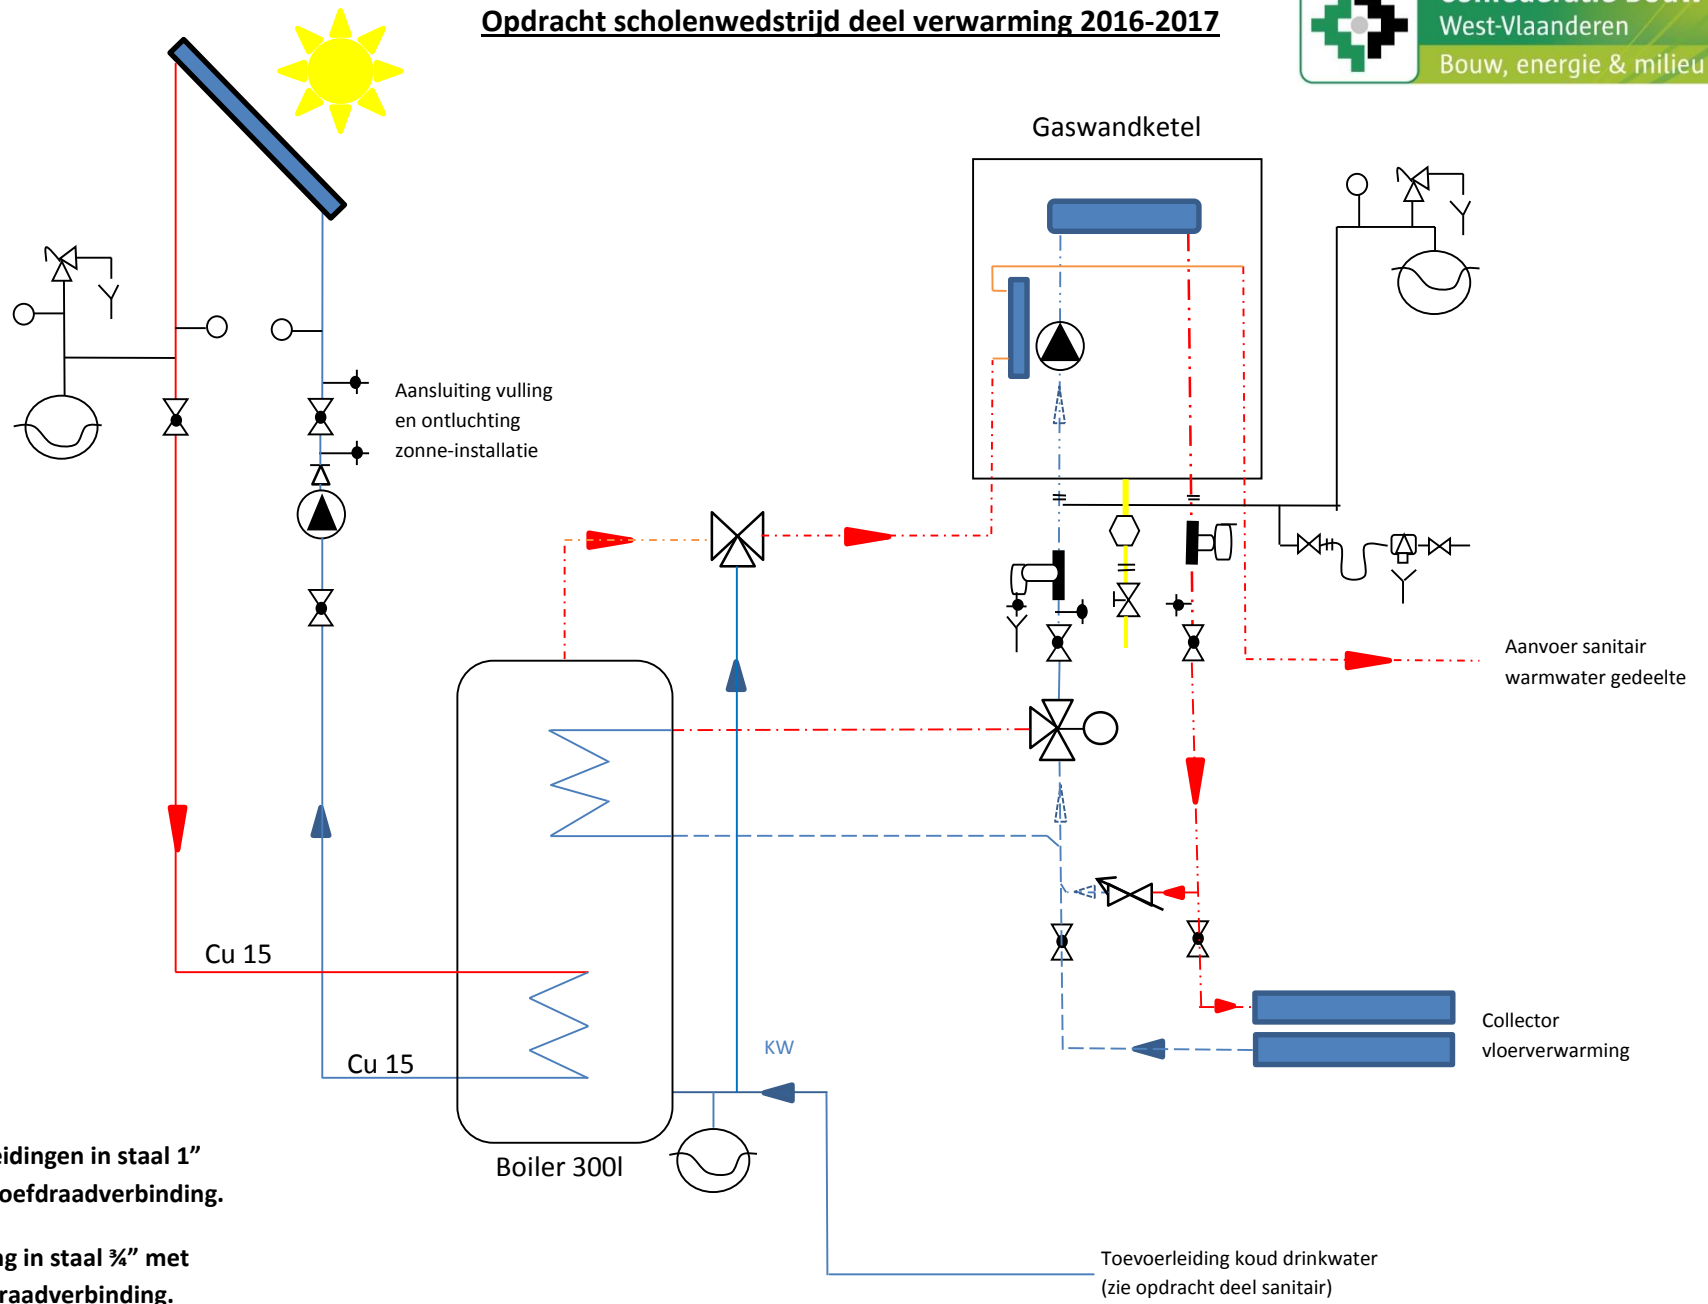 Opdracht scholenwedstrijd deel verwarming 2016-2017
West-Vlaanderen
Bouw, energie & milieu
Gaswandketel
Aansluiting vulling
en ontluchting
zonne-installatie
Aanvoer sanitair
warmwater gedeelte
Cu 15
Cu 15
KW
Collector
vloerverwarming
Boiler 300l
eidingen in staal 1”
oefdraadverbinding.
ng in staal ¾” met
raadverbinding.
Toevoerleiding koud drinkwater
(zie opdracht deel sanitair)